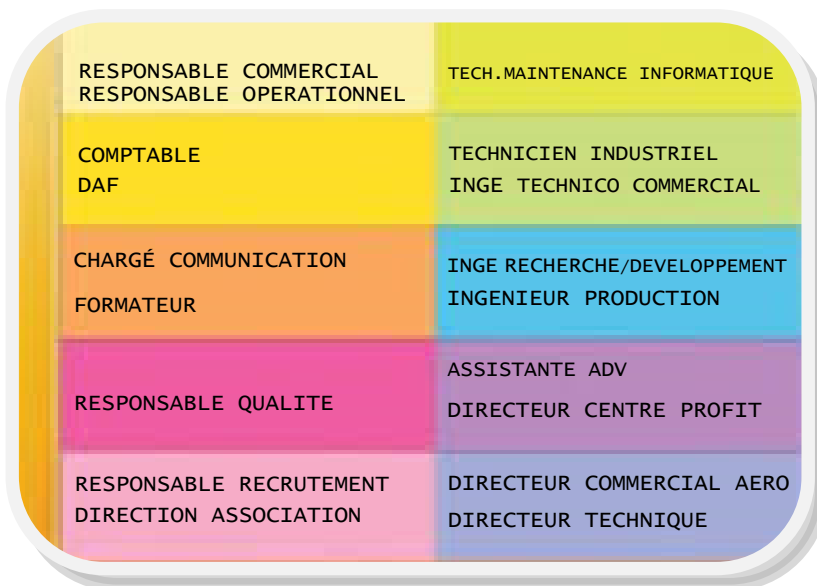 RESPONSABLE COMMERCIAL
RESPONSABLE OPERATIONNEL
TECH.MAINTENANCE INFORMATIQUE
COMPTABLE
DAF
TECHNICIEN INDUSTRIEL
INGE TECHNICO COMMERCIAL
CHARGÉ COMMUNICATION
FORMATEUR
INGE RECHERCHE/DEVELOPPEMENT
INGENIEUR PRODUCTION
RESPONSABLE QUALITE
ASSISTANTE ADV
DIRECTEUR CENTRE PROFIT
RESPONSABLE RECRUTEMENT
DIRECTION ASSOCIATION
DIRECTEUR COMMERCIAL AERO
DIRECTEUR TECHNIQUE